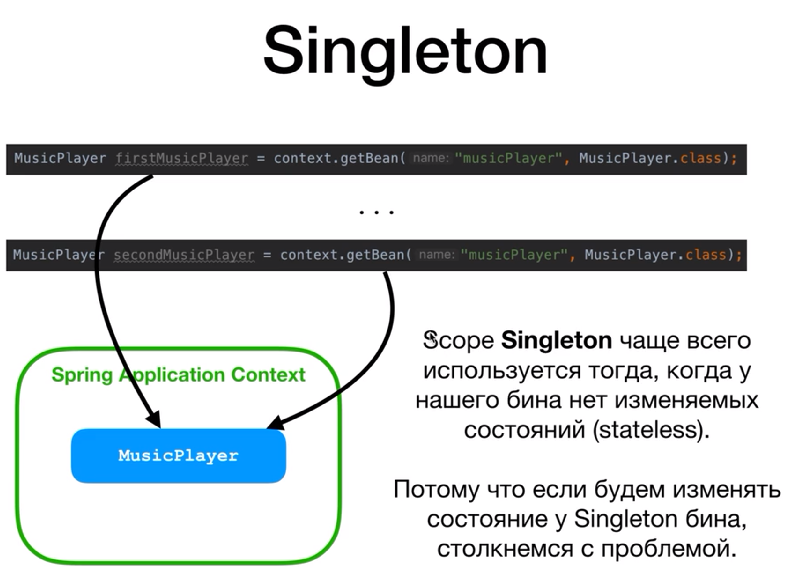 Singleton
MusicPlayer firstMusicPlayer = context.getBean( name: "musicPlayer", MusicPlayer.class);
...
MusicPlayer secondMusicPlayer = context.getBean( name: "musicPlayer", MusicPlayer.class);
Spring Application Context
MusicPlayer
Scope Singleton чаще всего
используется тогда, когда у
нашего бина нет изменяемых
состояний (stateless).
Потому что если будем изменять
состояние у Singleton бина,
столкнемся с проблемой.